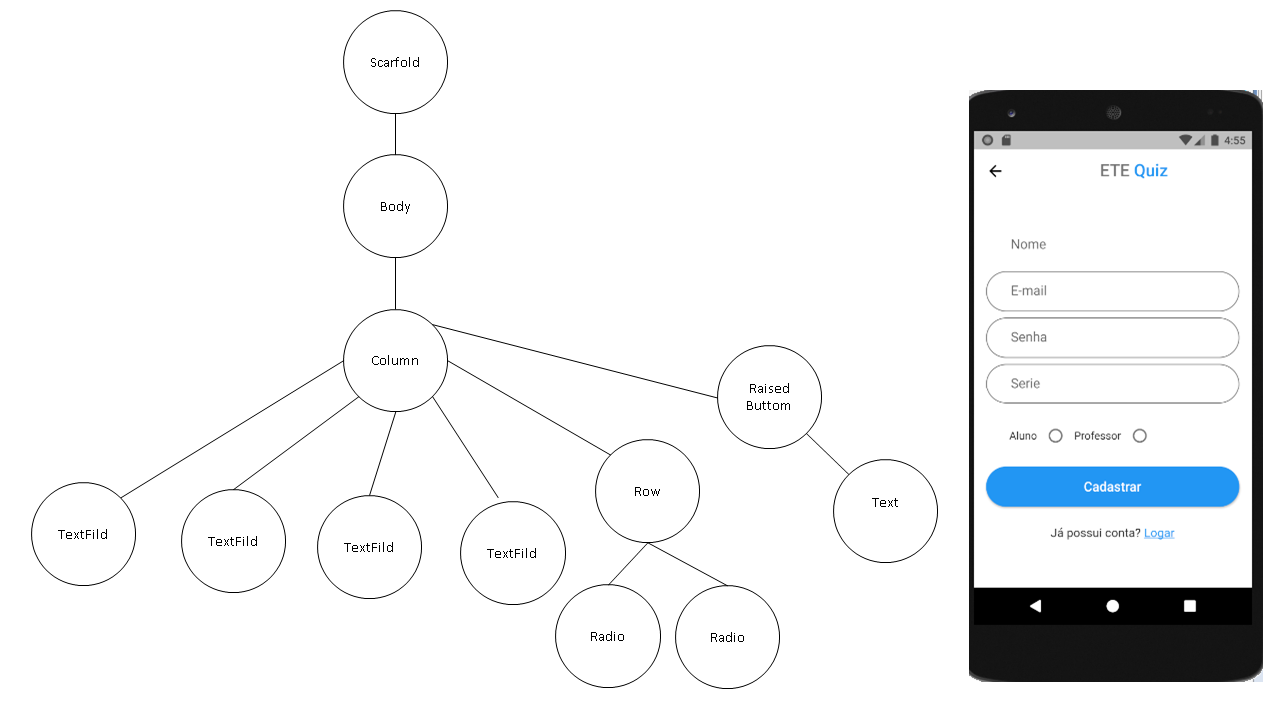 Scarfold
Body
Column
Raised
Buttom
Row
Text
TextFild
TextFild
TextFild
TextFild
Radio
Radio
4:55
ETE Quiz
Nome
E-mail
Senha
Serie
Aluno
Professor
Cadastrar
Já possui conta? Logar